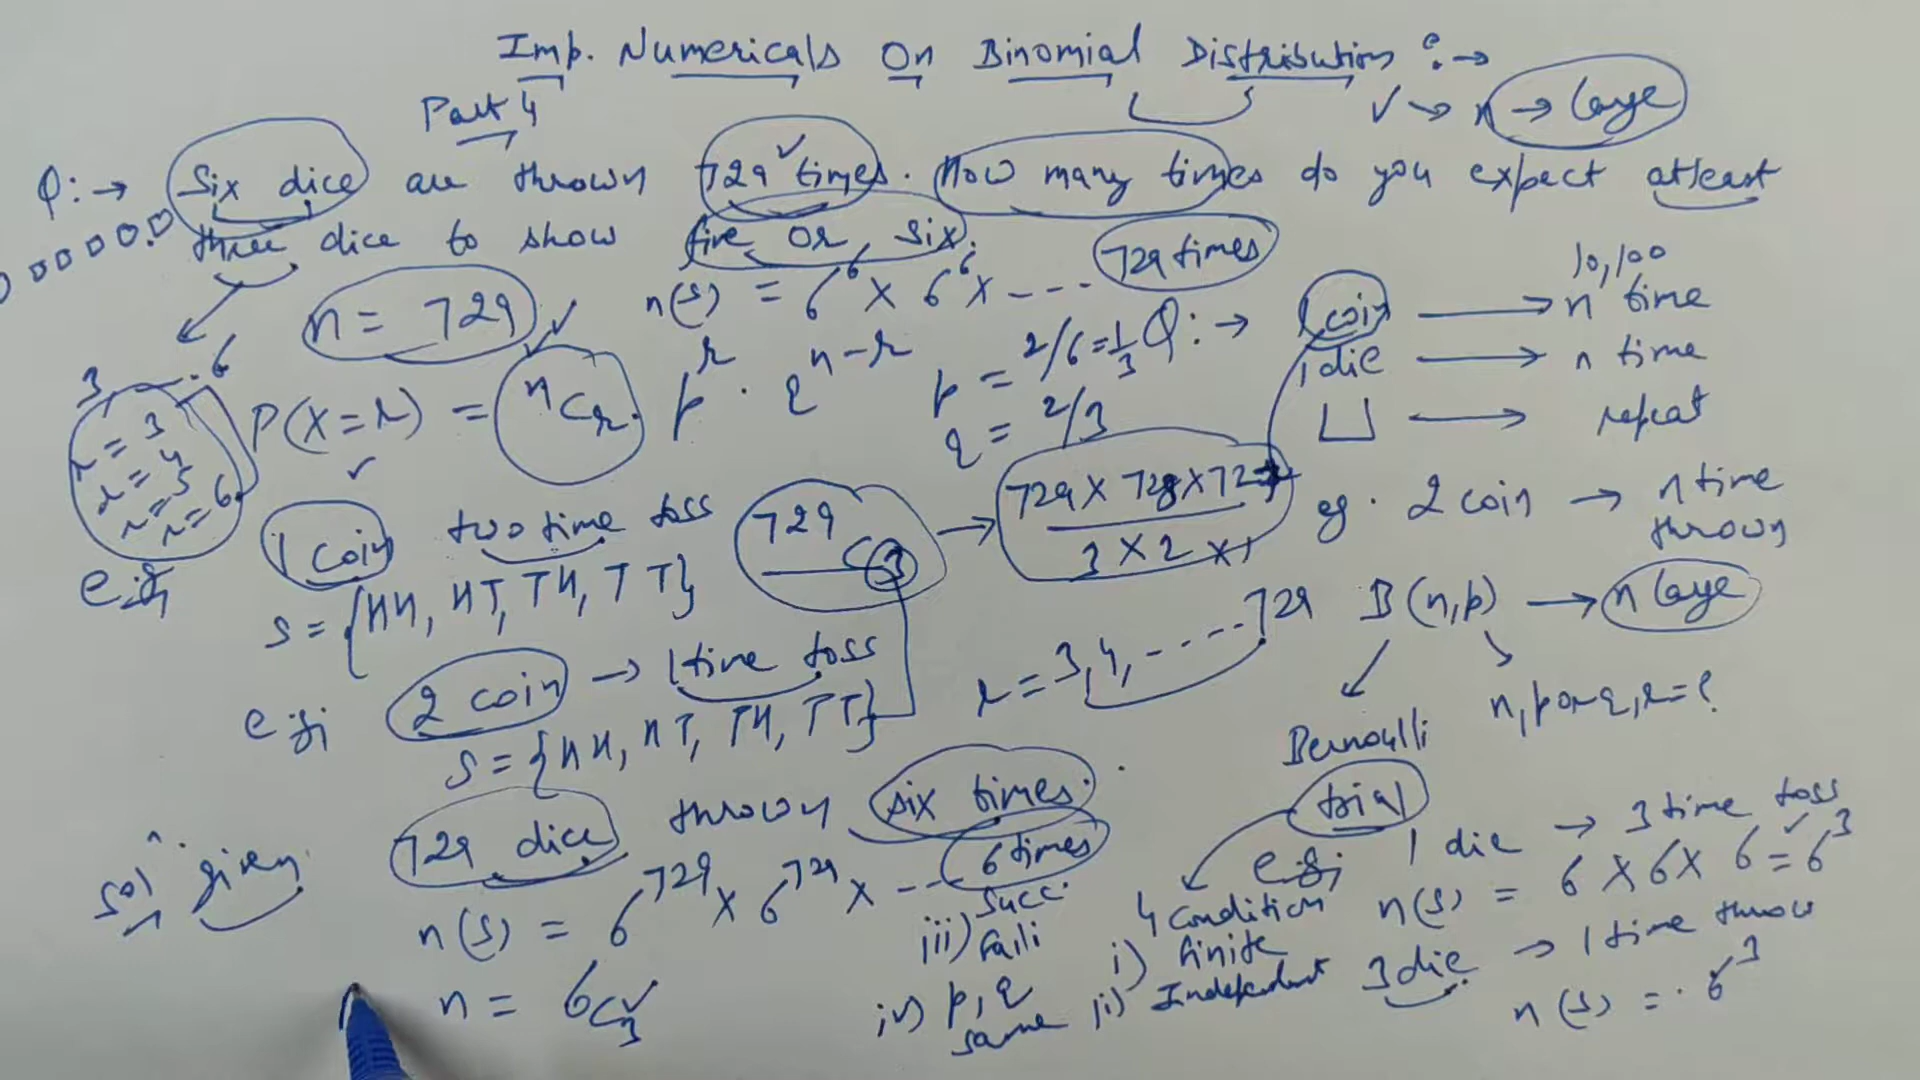 Imp. Numericals On Binomial Distribution :→
Part 4
✓ → n → large
Q:→ Six dice are thrown 729 times. How many times do you expect atleast
three dice to show five or six.
729 times
n(s) = 6^6 × 6^6 × ----
n = 729
3 --- 6
r = 3
r = 4
r = 5
r = 6
P(X=r) = nCr. p^r . q^n-r
p = 2/6 = 1/3
q = 2/3
Q:→ 1 coin → n time
10,100
1 die → n time
→ repeat
eg. 2 coin → n time
thrown
e.g; 1 coin two time toss
s = {HH, HT, TH, TT}
729C3 → 729 × 728 × 727
3 × 2 × 1
e.g; 2 coin → 1 time toss
s = {HH, HT, TH, TT}
r = 3,4, ---- 729
B(n,p) → n large
Bernoulli
trial
n, p or q, r = ?
sol^n given
729 dice thrown six times.
n(s) = 6^729 × 6^729 × --- 6 times
n = 6C3
4 Condition
i) finite
ii) Independent
iii) Succ.
Faili
iv) p, q
same
e.g; 1 die → 3 time toss
n(s) = 6 × 6 × 6 = 6^3
3 die → 1 time throw
n(s) = 6^3